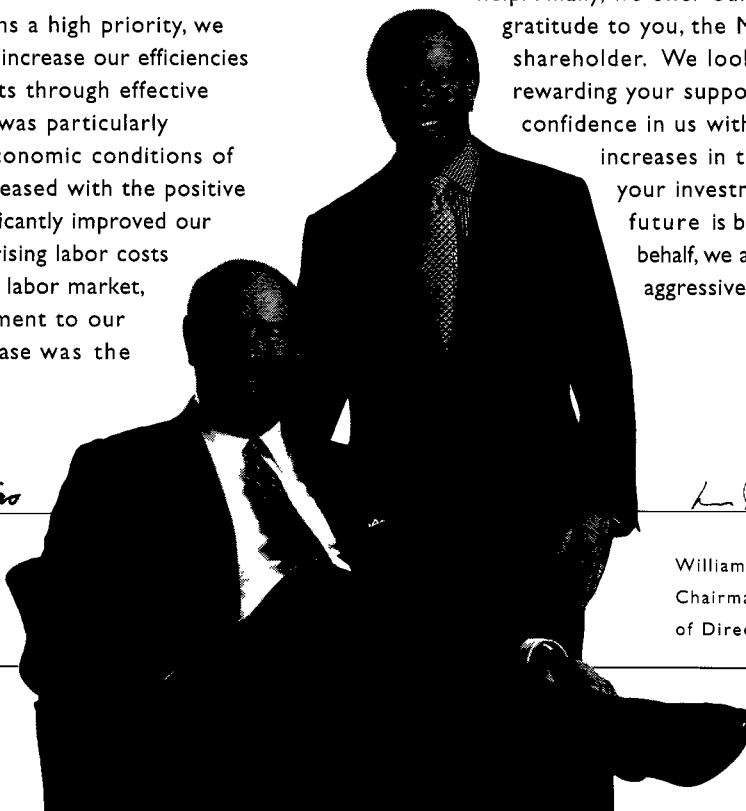 ns a high priority, we
increase our efficiencies
ts through effective
was particularly
conomic conditions of
eased with the positive
icantly improved our
rising labor costs
labor market,
ment to our
ase was the
gratitude to you, the N
shareholder. We look
rewarding your suppo
confidence in us with
increases in t
your investm
future is b
behalf, we a
aggressive
William
Chairma
of Direc